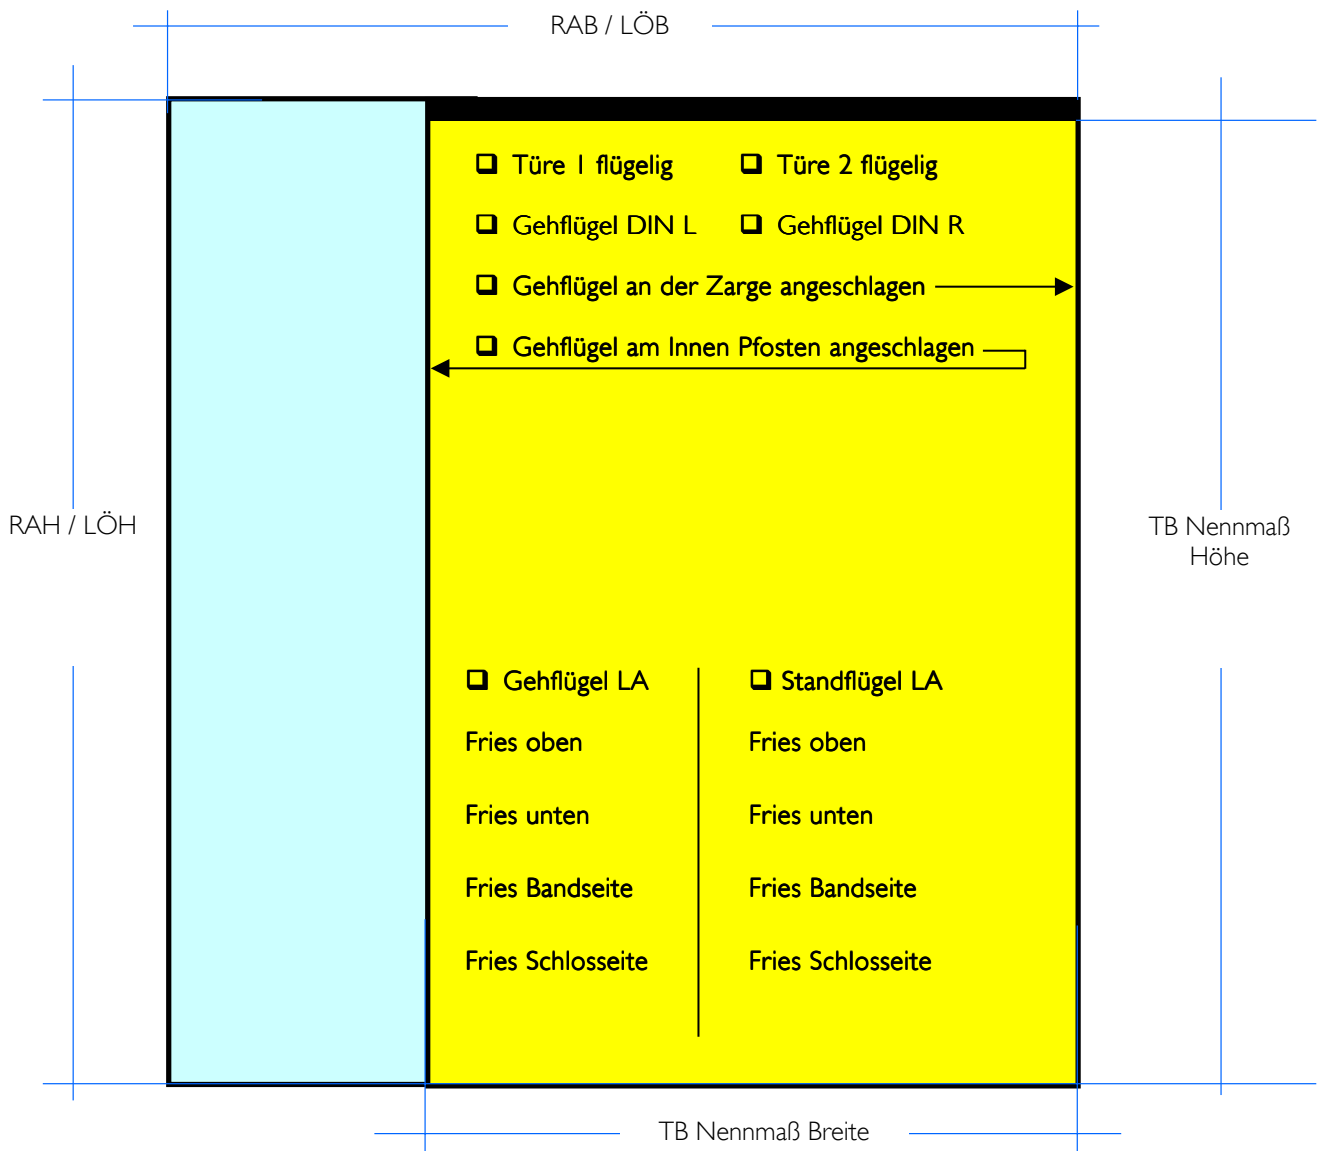 RAB / LÖB
Türe 1 flügelig
Türe 2 flügelig
Gehflügel DIN L
Gehflügel DIN R
Gehflügel an der Zarge angeschlagen
Gehflügel am Innen Pfosten angeschlagen
RAH / LÖH
TB Nennmaß
Höhe
Gehflügel LA
Standflügel LA
Fries oben
Fries oben
Fries unten
Fries unten
Fries Bandseite
Fries Bandseite
Fries Schlosseite
Fries Schlosseite
TB Nennmaß Breite